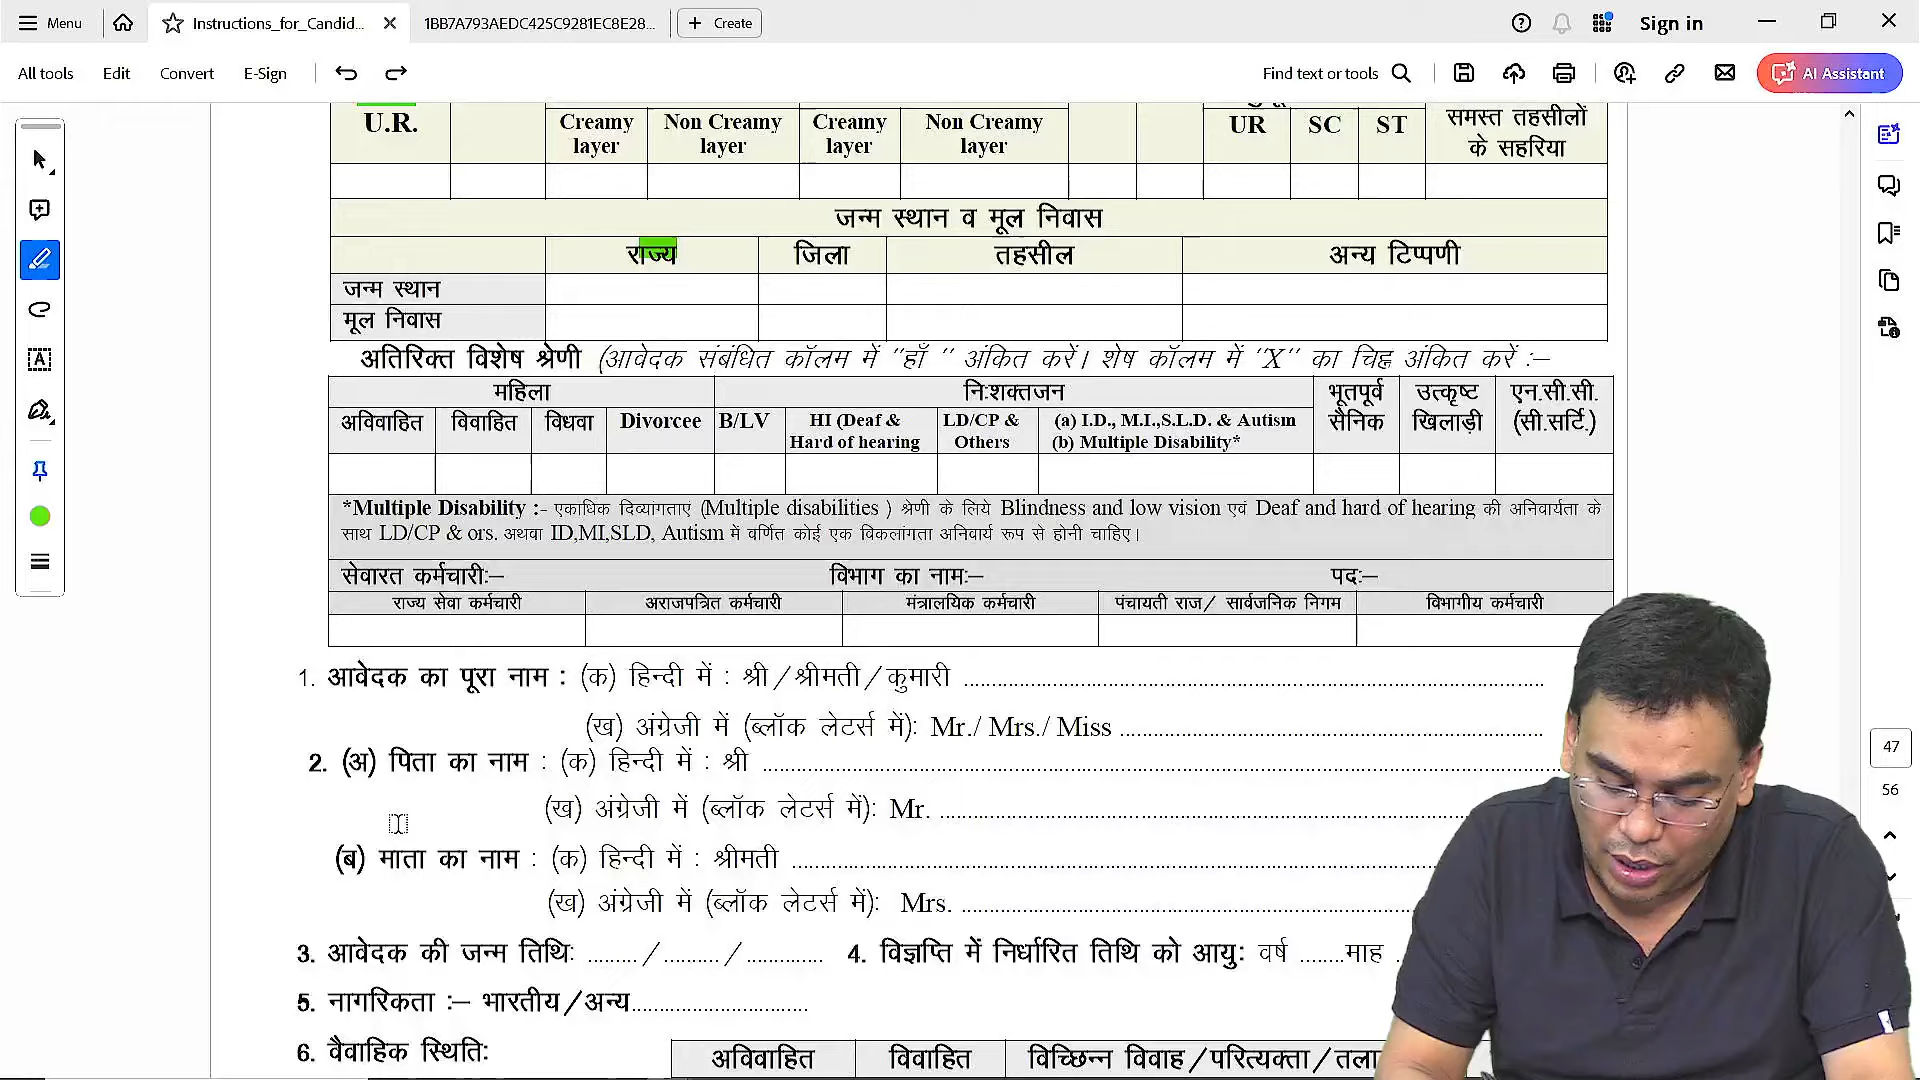 Menu
Instructions_for_Candid...
1BB7A793AEDC425C9281EC8E28...
Create
Sign in
All tools
Edit
Convert
E-Sign
Find text or tools
AI Assistant
U.R.
Creamy layer
Non Creamy layer
Creamy layer
Non Creamy layer
UR
SC
ST
समस्त तहसीलों
के सहरिया
जन्म स्थान व मूल निवास
राज्य
जिला
तहसील
अन्य टिप्पणी
जन्म स्थान
मूल निवास
अतिरिक्त विशेष श्रेणी (आवेदक संबंधित कॉलम में "हाँ " अंकित करें। शेष कॉलम में "X" का चिह्न अंकित करें :–
महिला
नि:शक्तजन
भूतपूर्व सैनिक
उत्कृष्ट खिलाड़ी
एन.सी.सी. (सी.सर्टि.)
अविवाहित
विवाहित
विधवा
Divorcee
B/LV
HI (Deaf & Hard of hearing
LD/CP & Others
(a) I.D., M.I.,S.L.D. & Autism
(b) Multiple Disability*
*Multiple Disability :- एकाधिक दिव्यांगताएं (Multiple disabilities ) श्रेणी के लिये Blindness and low vision एवं Deaf and hard of hearing की अनिवार्यता के
साथ LD/CP & ors. अथवा ID,MI,SLD, Autism में वर्णित कोई एक विकलांगता अनिवार्य रूप से होनी चाहिए।
सेवारत कर्मचारी:– विभाग का नाम:– पद:–
राज्य सेवा कर्मचारी
अराजपत्रित कर्मचारी
मंत्रालयिक कर्मचारी
पंचायती राज/ सार्वजनिक निगम
विभागीय कर्मचारी
1. आवेदक का पूरा नाम : (क) हिन्दी में : श्री/श्रीमती/कुमारी
(ख) अंग्रेजी में (ब्लॉक लेटर्स में): Mr./ Mrs./ Miss
2. (अ) पिता का नाम : (क) हिन्दी में : श्री
(ख) अंग्रेजी में (ब्लॉक लेटर्स में): Mr.
(ब) माता का नाम : (क) हिन्दी में : श्रीमती
(ख) अंग्रेजी में (ब्लॉक लेटर्स में): Mrs.
3. आवेदक की जन्म तिथि: ......... / .......... / .............. 4. विज्ञप्ति में निर्धारित तिथि को आयु: वर्ष ........माह
5. नागरिकता :– भारतीय/अन्य
6. वैवाहिक स्थिति:
अविवाहित
विवाहित
विच्छिन्न विवाह/परित्यक्ता/तला
47
56